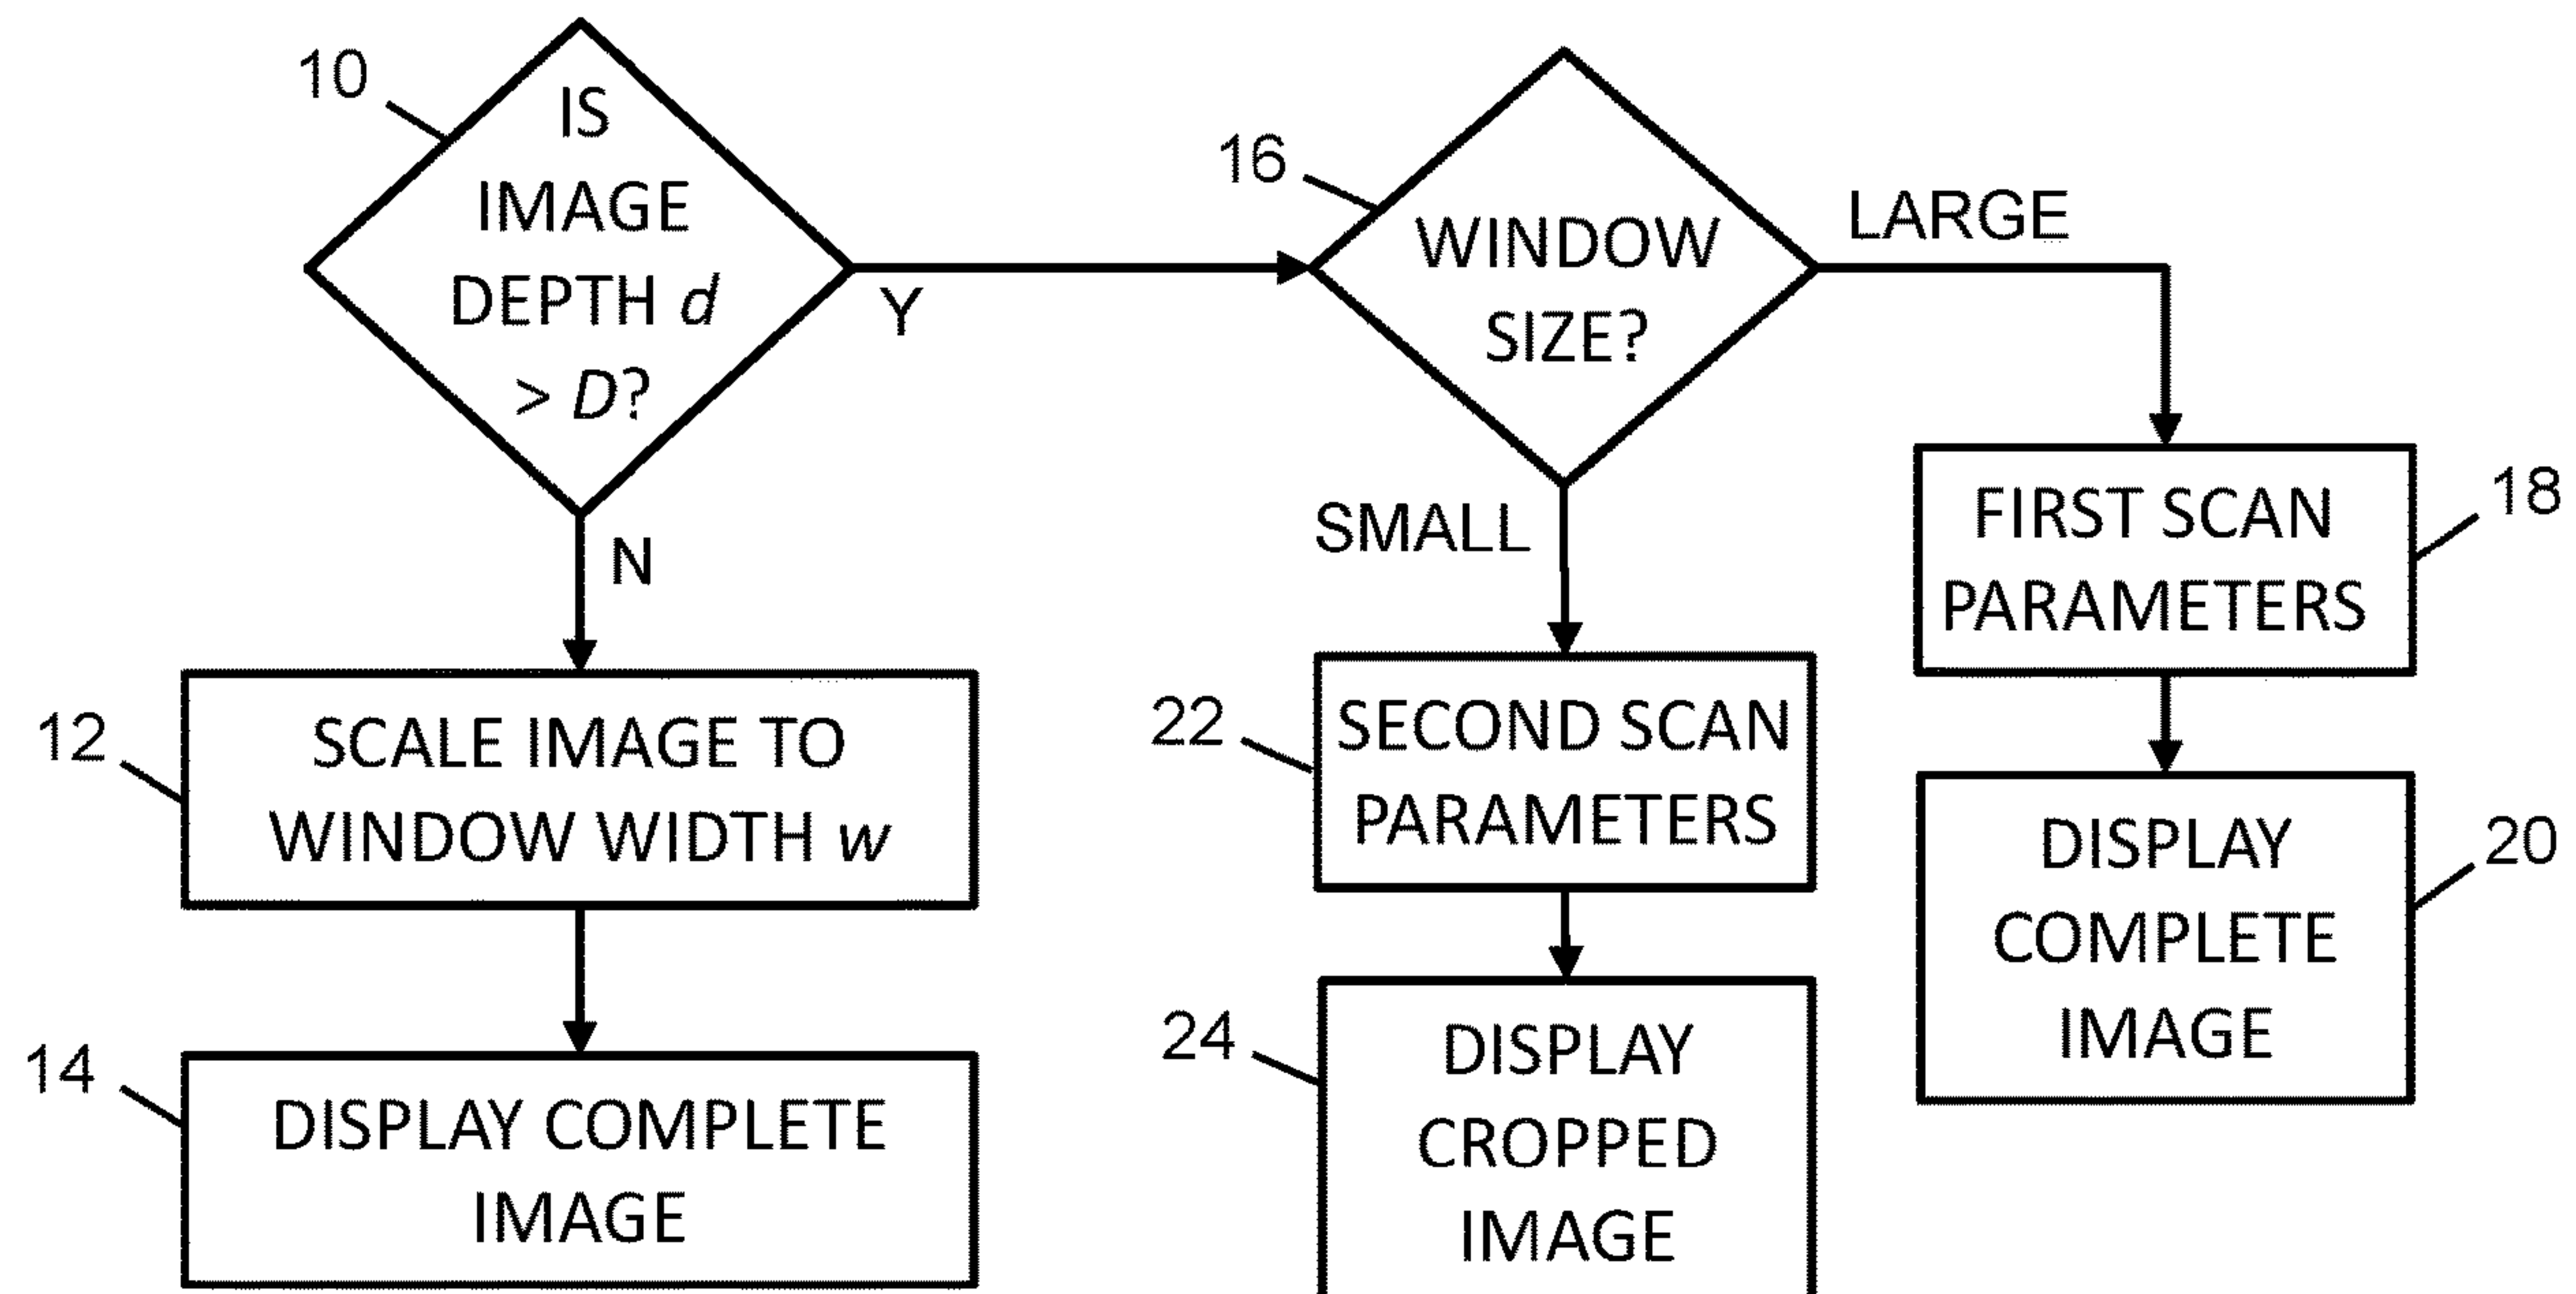 10
IS
IMAGE
DEPTH d
> D?
Y
N
12
SCALE IMAGE TO
WINDOW WIDTH w
14
DISPLAY COMPLETE
IMAGE
16
WINDOW
SIZE?
LARGE
SMALL
22
SECOND SCAN
PARAMETERS
24
DISPLAY
CROPPED
IMAGE
18
FIRST SCAN
PARAMETERS
20
DISPLAY
COMPLETE
IMAGE